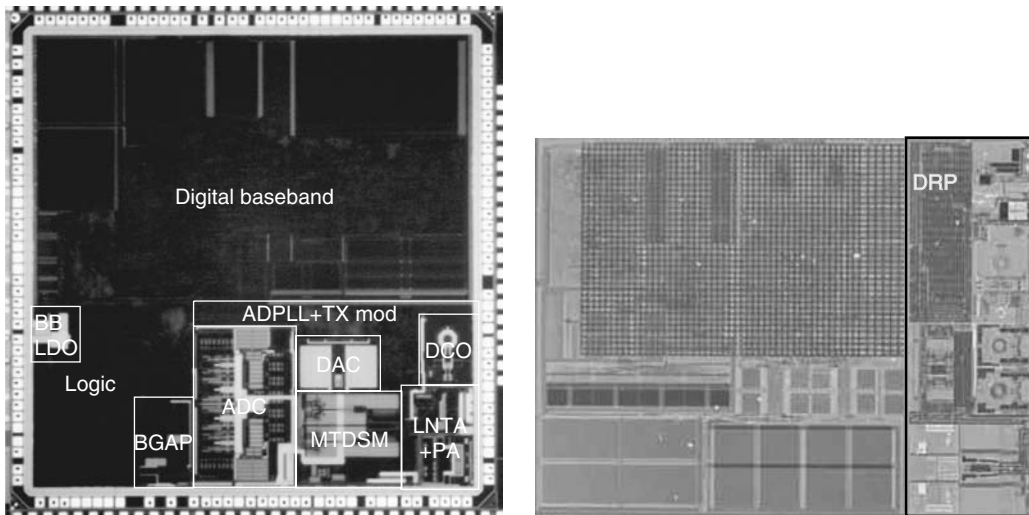 Digital baseband
DRP
ADPLL+TX mod
BB
LDO
DAC
DCO
Logic
ADC
LNTA
+PA
BGAP
MTDSM